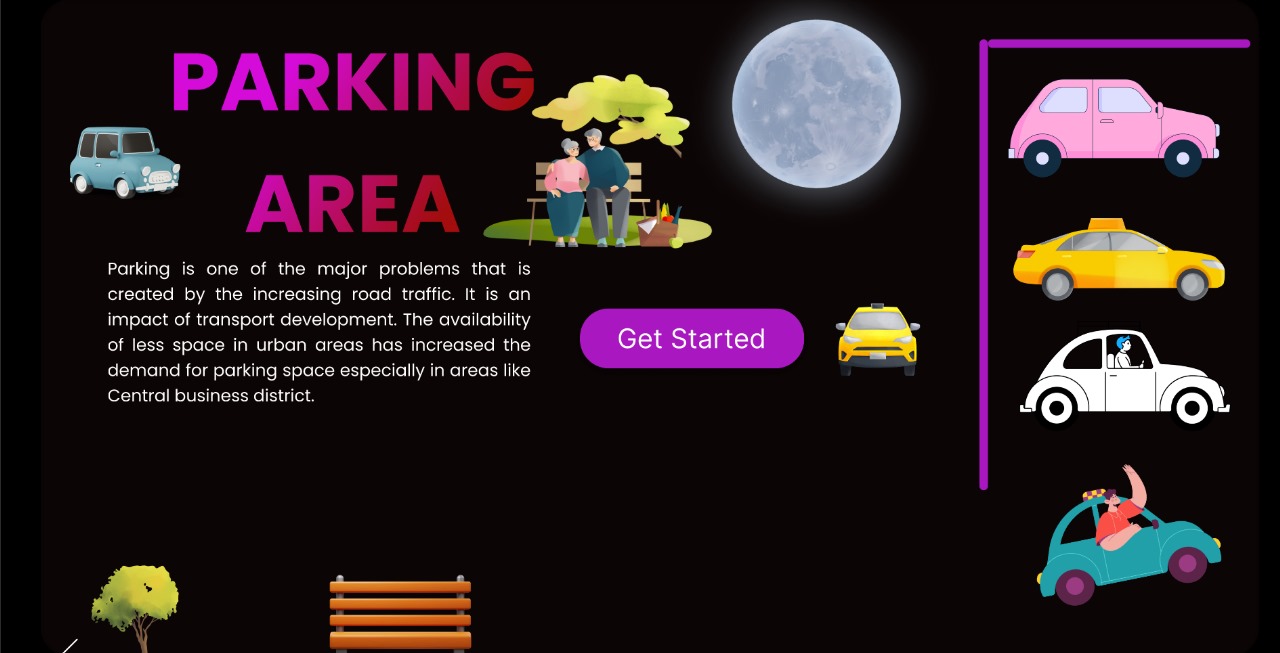 PARKING
AREA
Parking is one of the major problems that is
created by the increasing road traffic. It is an
impact of transport development. The availability
of less space in urban areas has increased the
demand for parking space especially in areas like
Central business district.
Get Started